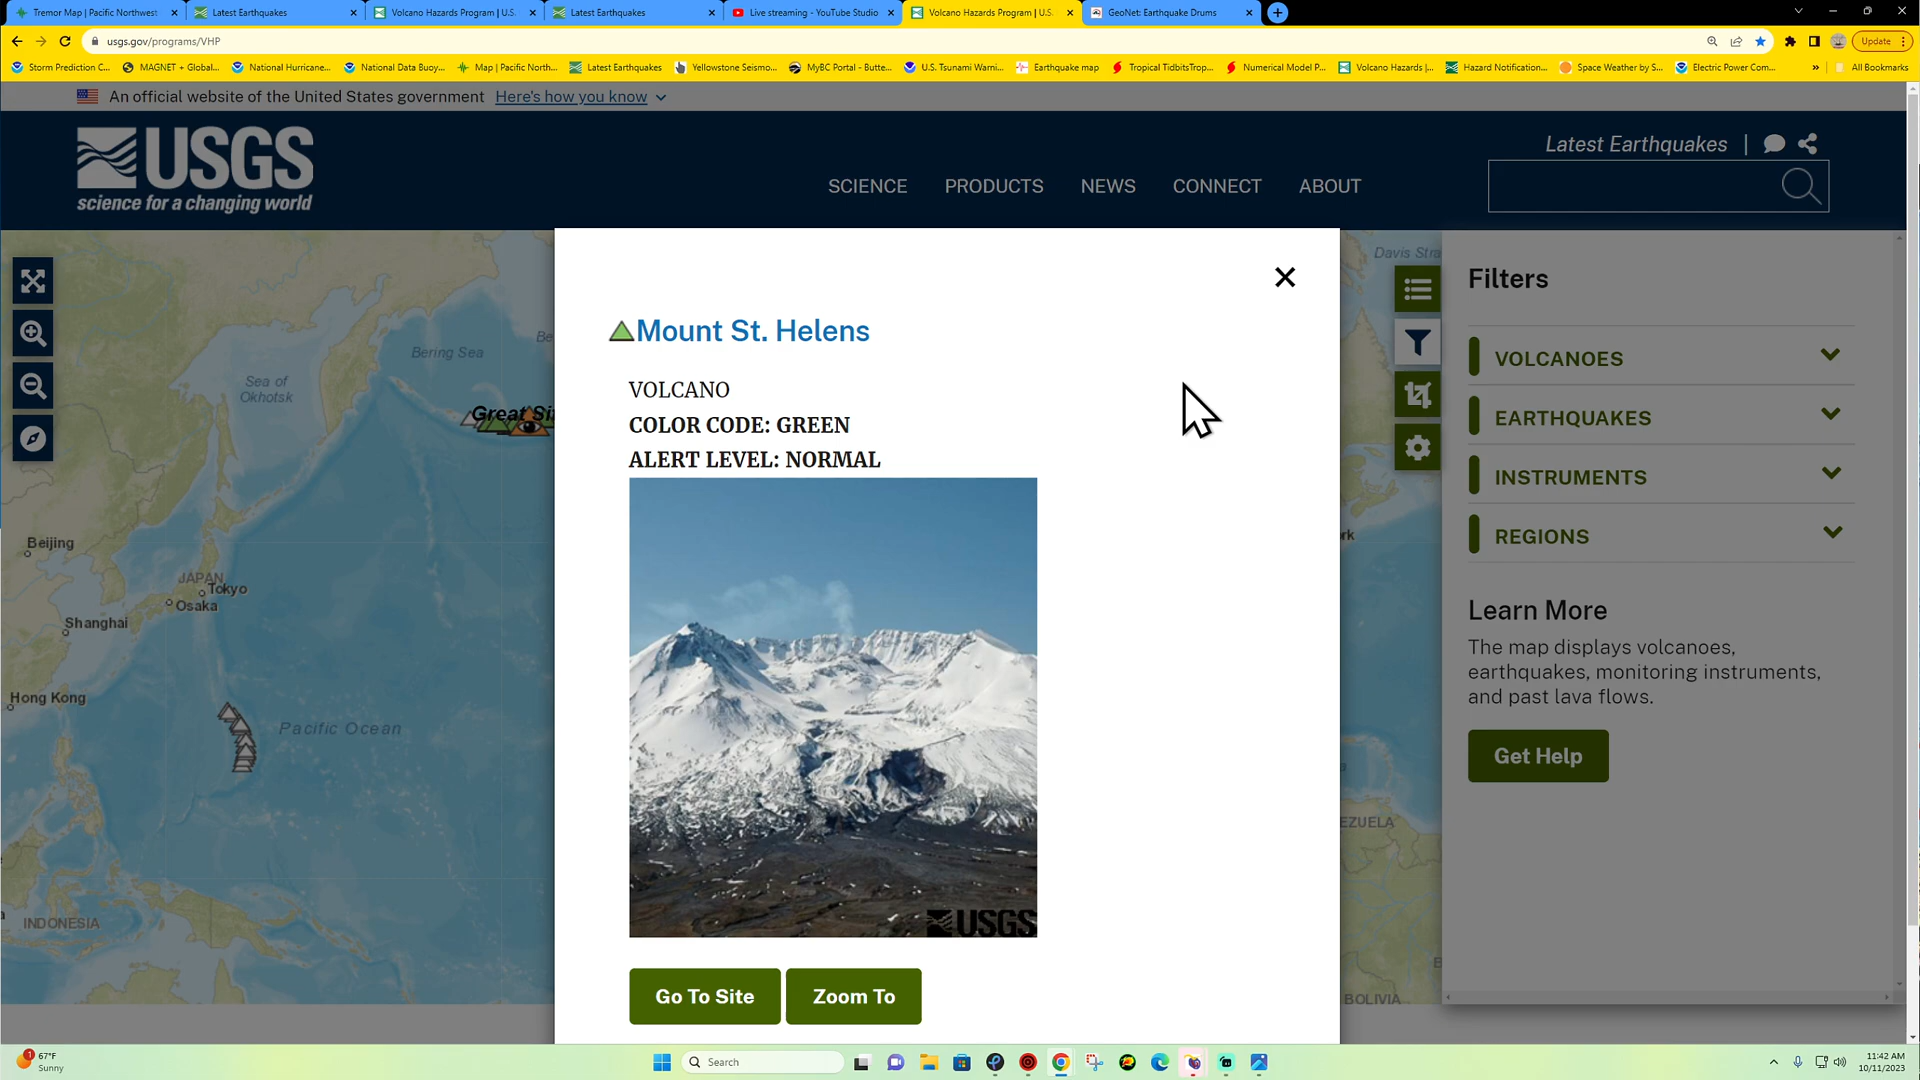 Tremor Map | Pacific Northwest
Latest Earthquakes
Volcano Hazards Program | U.S.
Latest Earthquakes
Live streaming - YouTube Studio
Volcano Hazards Program | U.S.
GeoNet: Earthquake Drums
usgs.gov/programs/VHP
Update
Storm Prediction C...
MAGNET + Global...
National Hurricane...
National Data Buoy...
Map | Pacific North...
Latest Earthquakes
Yellowstone Seismo...
MyBC Portal - Butte...
U.S. Tsunami Warni...
Earthquake map
Tropical TidbitsTrop...
Numerical Model P...
Volcano Hazards |...
Hazard Notification...
Space Weather by S...
Electric Power Com...
»
All Bookmarks
An official website of the United States government Here's how you know
USGS
science for a changing world
Latest Earthquakes |
SCIENCE PRODUCTS NEWS CONNECT ABOUT
Davis Stra
Filters
VOLCANOES
EARTHQUAKES
INSTRUMENTS
REGIONS
Learn More
The map displays volcanoes,
earthquakes, monitoring instruments,
and past lava flows.
Get Help
Mount St. Helens
VOLCANO
COLOR CODE: GREEN
ALERT LEVEL: NORMAL
USGS
Go To Site
Zoom To
Be
Bering Sea
Sea of
Okhotsk
Great Si
Beijing
JAPAN
Tokyo
Osaka
Shanghai
Hong Kong
Pacific Ocean
INDONESIA
rk
EZUELA
B
BOLIVIA
1
67°F
Sunny
Search
11:42 AM
10/11/2023